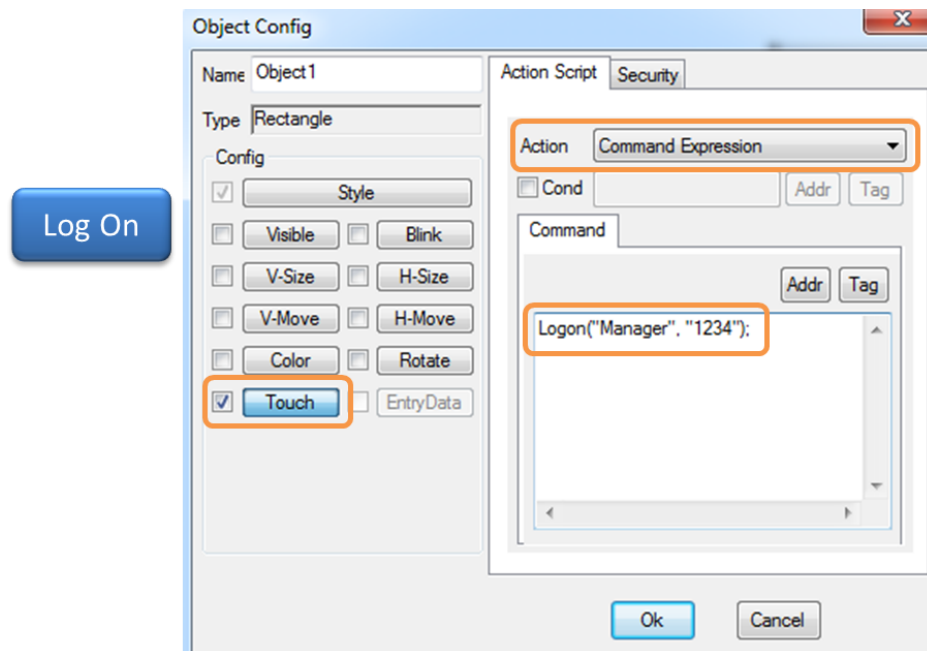 Object Config
Name Object1
Type Rectangle
Config
Style
Visible Blink
V-Size H-Size
V-Move H-Move
Color Rotate
Touch EntryData
Log On
Action Script Security
Action Command Expression
Cond Addr Tag
Command
Addr Tag
Logon("Manager", "1234");
Ok Cancel